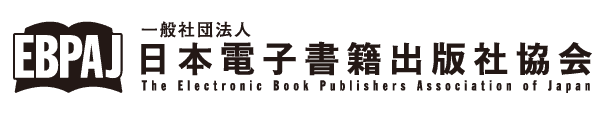 EBPAJ
一般社団法人
日本電子書籍出版社協会
The Electronic Book Publishers Association of Japan